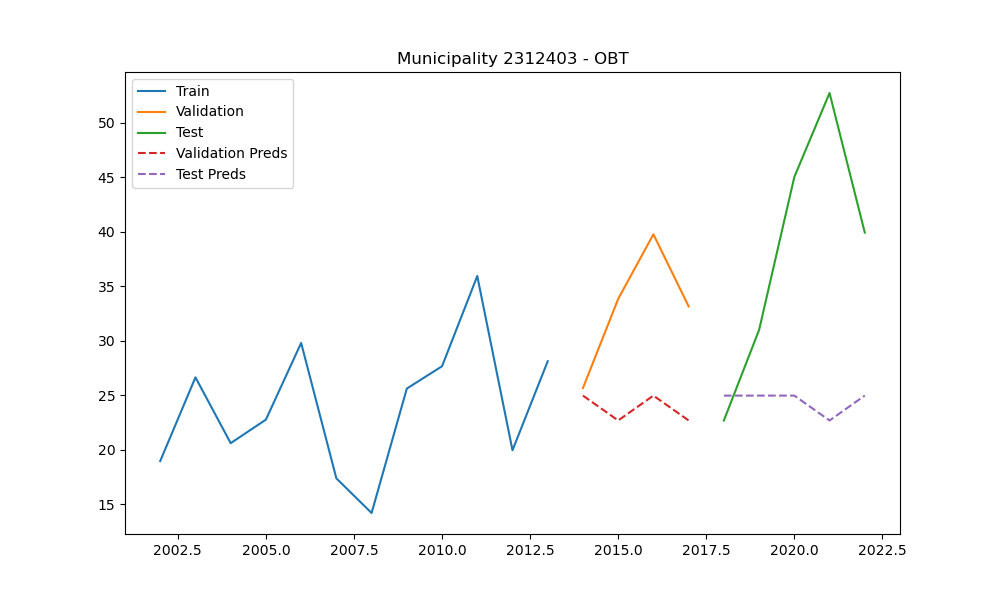 Municipality 2312403 - OBT
Train
Validation
Test
Validation Preds
Test Preds
50
45
40
35
30
25
20
15
2002.5 2005.0 2007.5 2010.0 2012.5 2015.0 2017.5 2020.0 2022.5